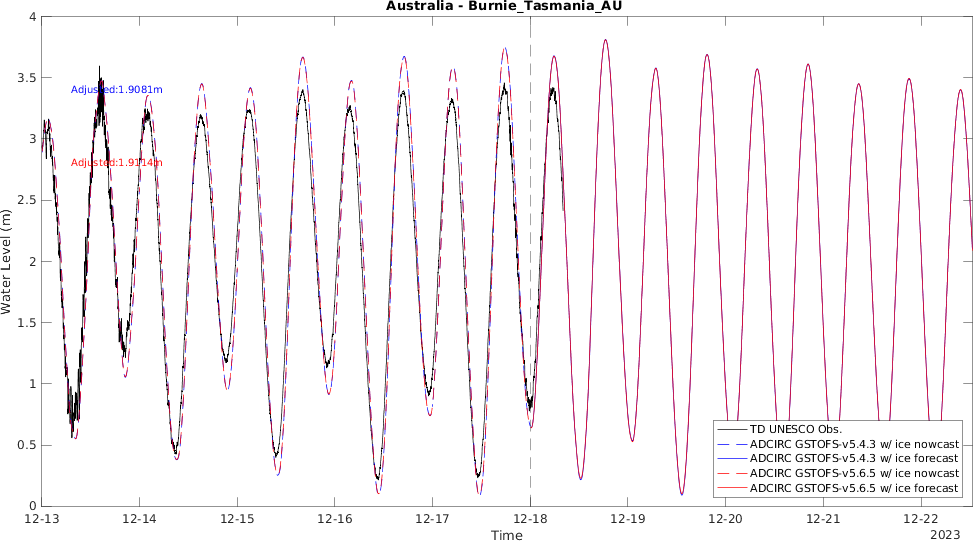 Australia - Burnie_Tasmania_AU
4
3.5
3
2.5
2
1.5
1
0.5
0
Water Level (m)
Adjusted:1.9081m
Adjusted:1.9114m
TD UNESCO Obs.
ADCIRC GSTOFS-v5.4.3 w/ ice nowcast
ADCIRC GSTOFS-v5.4.3 w/ ice forecast
ADCIRC GSTOFS-v5.6.5 w/ ice nowcast
ADCIRC GSTOFS-v5.6.5 w/ ice forecast
12-13 12-14 12-15 12-16 12-17 12-18 12-19 12-20 12-21 12-22
Time
2023